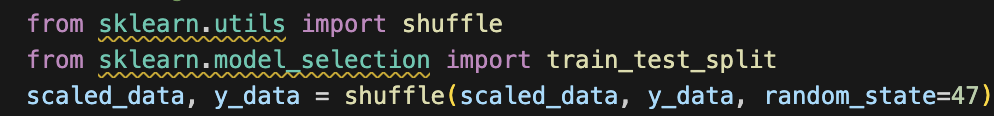 from sklearn.utils import shuffle
from sklearn.model_selection import train_test_split
scaled_data, y_data = shuffle(scaled_data, y_data, random_state=47)